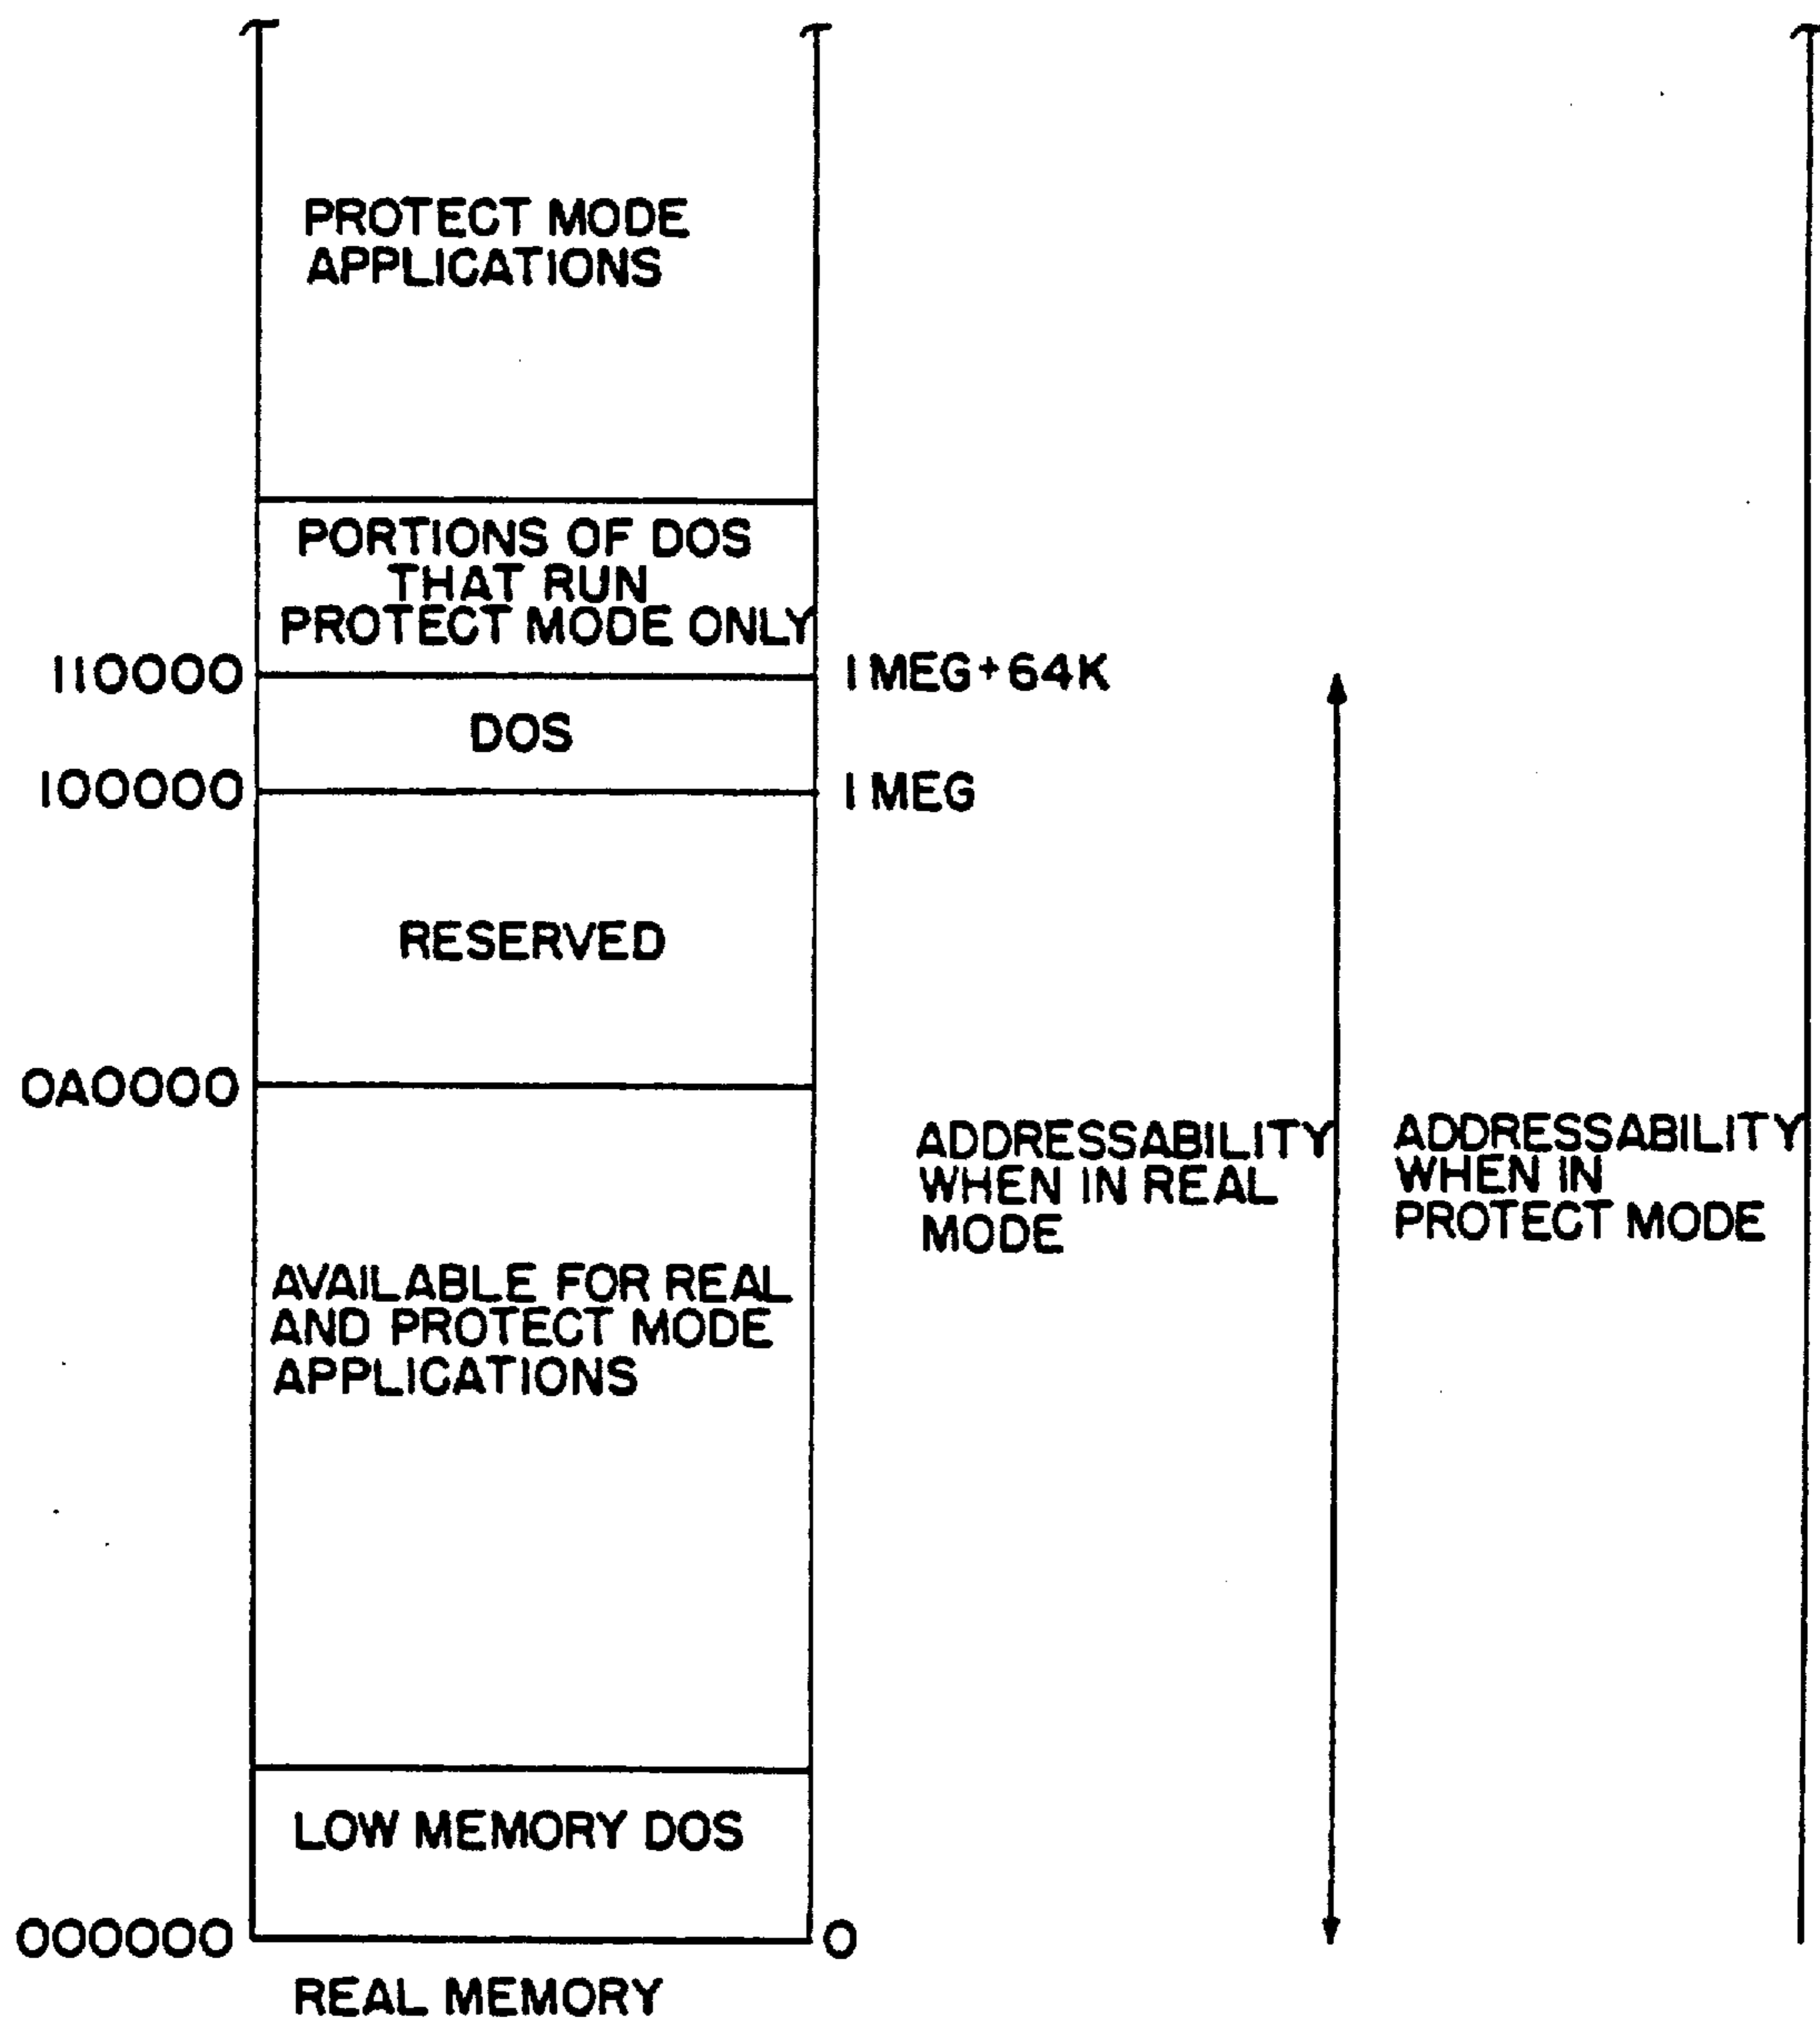 PROTECT MODE
APPLICATIONS
PORTIONS OF DOS
THAT RUN
PROTECT MODE ONLY
110000
1 MEG+64K
DOS
100000
1 MEG
RESERVED
0A0000
ADDRESSABILITY
WHEN IN REAL
MODE
ADDRESSABILITY
WHEN IN
PROTECT MODE
AVAILABLE FOR REAL
AND PROTECT MODE
APPLICATIONS
LOW MEMORY DOS
000000
0
REAL MEMORY